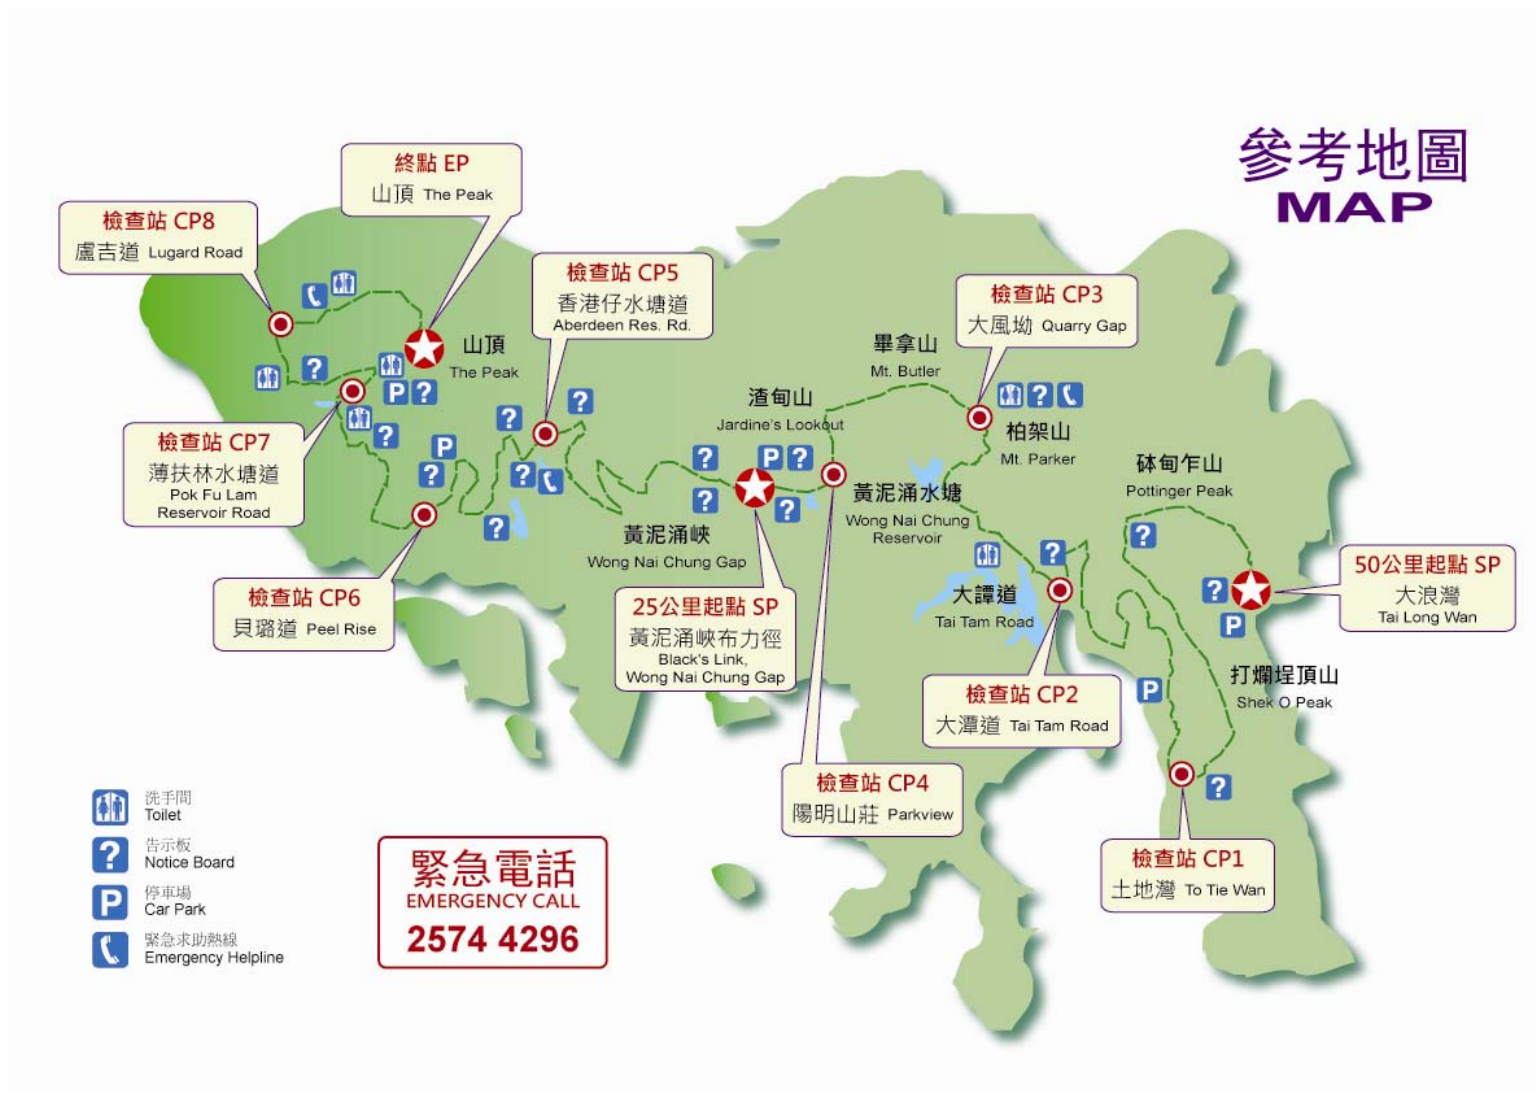 參考地圖
MAP
終點 EP
山頂 The Peak
檢查站 CP8
盧吉道 Lugard Road
檢查站 CP5
香港仔水塘道
Aberdeen Res. Rd.
檢查站 CP3
大風坳 Quarry Gap
山頂
The Peak
畢拿山
Mt. Butler
渣甸山
Jardine's Lookout
柏架山
Mt. Parker
砵甸乍山
Pottinger Peak
檢查站 CP7
薄扶林水塘道
Pok Fu Lam
Reservoir Road
黃泥涌水塘
Wong Nai Chung
Reservoir
黃泥涌峽
Wong Nai Chung Gap
50公里起點 SP
大浪灣
Tai Long Wan
檢查站 CP6
貝璐道 Peel Rise
25公里起點 SP
黃泥涌峽布力徑
Black's Link,
Wong Nai Chung Gap
大譚道
Tai Tam Road
打爛埕頂山
Shek O Peak
檢查站 CP2
大潭道 Tai Tam Road
檢查站 CP4
陽明山莊 Parkview
檢查站 CP1
土地灣 To Tie Wan
洗手間
Toilet
?
告示板
Notice Board
P
停車場
Car Park
緊急求助熱線
Emergency Helpline
緊急電話
EMERGENCY CALL
2574 4296